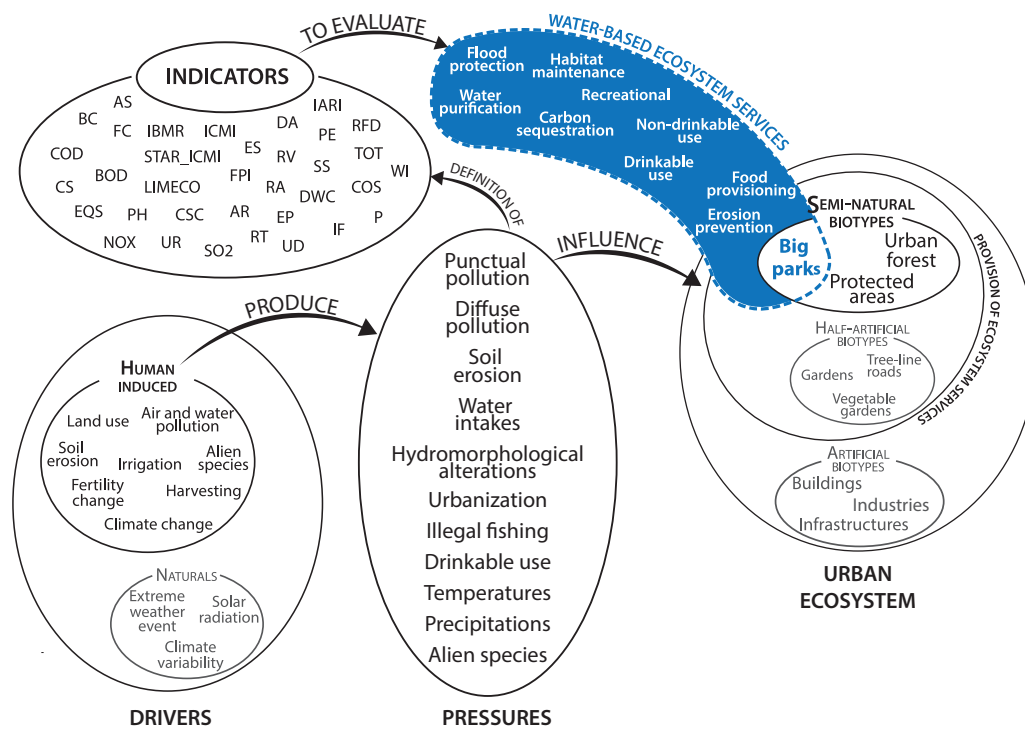 TO EVALUATE
INDICATORS
AS
BC
FC
IBMR
ICMI
DA
IARI
PE
RFD
COD
STAR_ICMI
ES
RV
SS
TOT
WI
BOD
CS
LIMECO
FPI
RA
DWC
COS
EQS
PH
CSC
AR
EP
IF
P
NOX
UR
SO2
RT
UD
DEFINITION OF
WATER-BASED ECOSYSTEM SERVICES
Flood
protection
Habitat
maintenance
Water
purification
Recreational
Carbon
sequestration
Non-drinkable
use
Drinkable
use
Food
provisioning
Erosion
prevention
INFLUENCE
SEMI-NATURAL
BIOTYPES
Big
parks
Urban
forest
Protected
areas
PROVISION OF ECOSYSTEM SERVICES
HALF-ARTIFICIAL
BIOTYPES
Gardens
Tree-line
roads
Vegetable
gardens
ARTIFICIAL
BIOTYPES
Buildings
Industries
Infrastructures
URBAN
ECOSYSTEM
PRODUCE
HUMAN
INDUCED
Land use
Air and water
pollution
Soil
erosion
Irrigation
Alien
species
Fertility
change
Harvesting
Climate change
NATURALS
Extreme
weather
event
Solar
radiation
Climate
variability
DRIVERS
Punctual
pollution
Diffuse
pollution
Soil
erosion
Water
intakes
Hydromorphological
alterations
Urbanization
Illegal fishing
Drinkable use
Temperatures
Precipitations
Alien species
PRESSURES